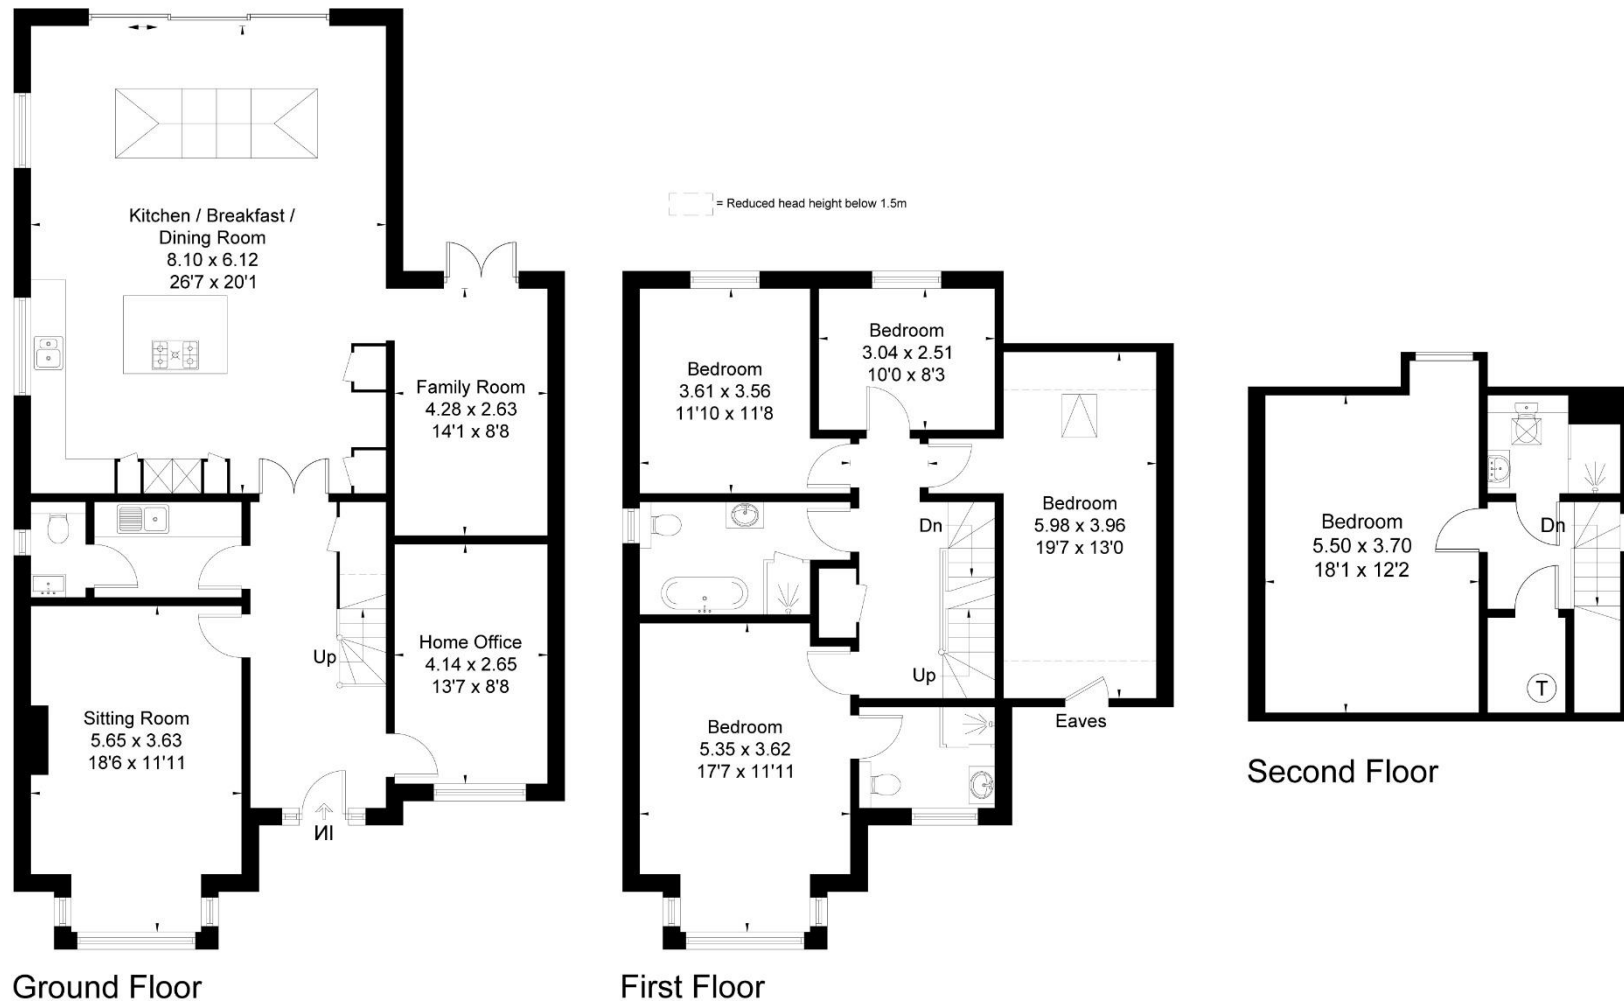 Kitchen / Breakfast /
Dining Room
8.10 x 6.12
26'7 x 20'1
Family Room
4.28 x 2.63
14'1 x 8'8
Up
Home Office
4.14 x 2.65
13'7 x 8'8
Sitting Room
5.65 x 3.63
18'6 x 11'11
IN
Ground Floor
= Reduced head height below 1.5m
Bedroom
3.61 x 3.56
11'10 x 11'8
Bedroom
3.04 x 2.51
10'0 x 8'3
Bedroom
5.98 x 3.96
19'7 x 13'0
Dn
Up
Bedroom
5.35 x 3.62
17'7 x 11'11
Eaves
First Floor
Bedroom
5.50 x 3.70
18'1 x 12'2
Dn
T
Second Floor